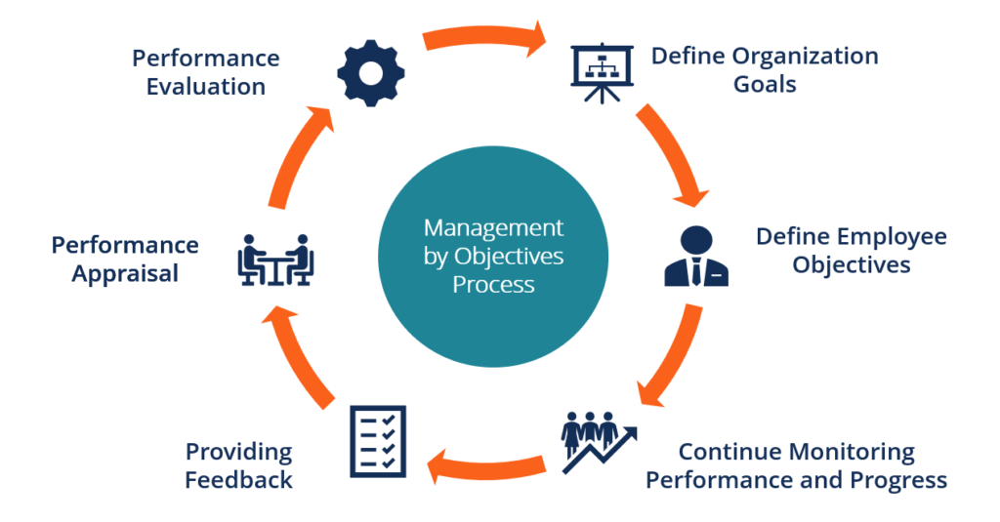 Management
by Objectives
Process
Define Organization
Goals
Define Employee
Objectives
Continue Monitoring
Performance and Progress
Providing
Feedback
Performance
Appraisal
Performance
Evaluation